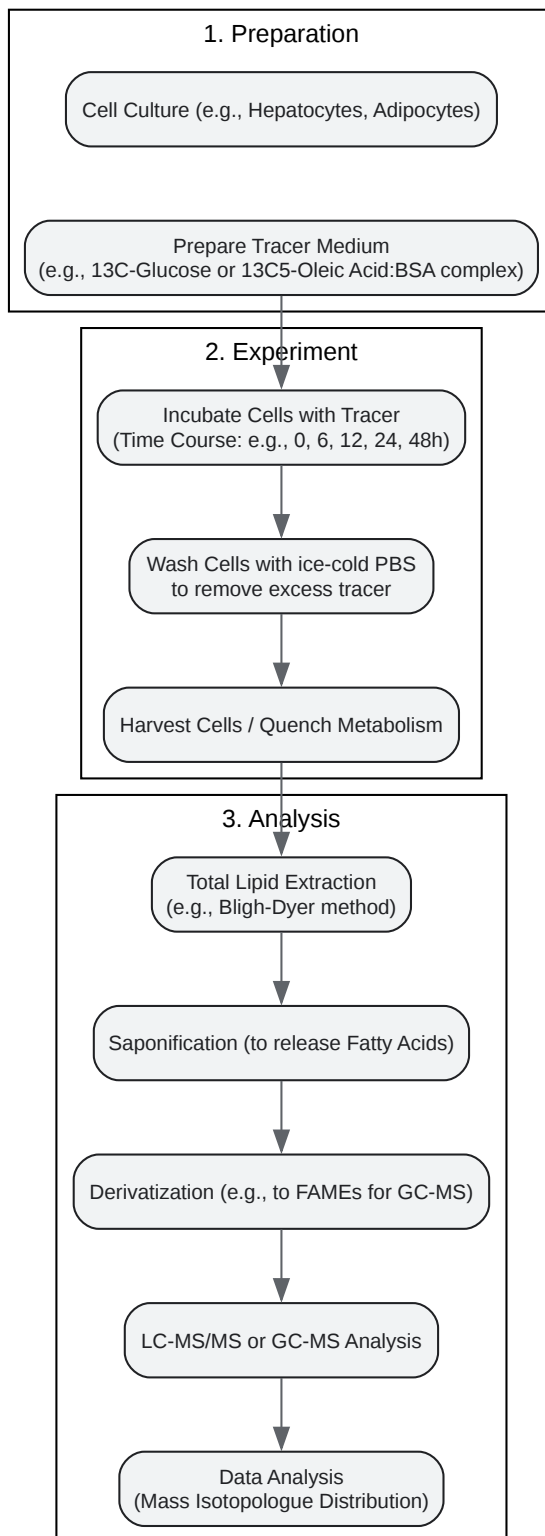 1. Preparation
Cell Culture (e.g., Hepatocytes, Adipocytes)
Prepare Tracer Medium
(e.g., 13C-Glucose or 13C5-Oleic Acid:BSA complex)
2. Experiment
Incubate Cells with Tracer
(Time Course: e.g., 0, 6, 12, 24, 48h)
Wash Cells with ice-cold PBS
to remove excess tracer
Harvest Cells / Quench Metabolism
3. Analysis
Total Lipid Extraction
(e.g., Bligh-Dyer method)
Saponification (to release Fatty Acids)
Derivatization (e.g., to FAMEs for GC-MS)
LC-MS/MS or GC-MS Analysis
Data Analysis
(Mass Isotopologue Distribution)